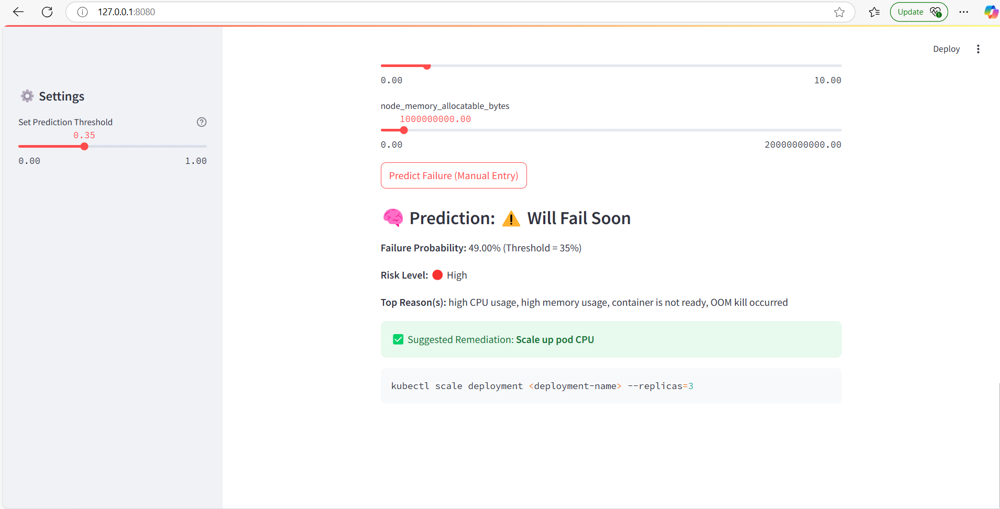 127.0.0.1:8080
Update
Deploy
Settings
Set Prediction Threshold
0.35
0.00 1.00
0.00 10.00
node_memory_allocatable_bytes
1000000000.00
0.00 20000000000.00
Predict Failure (Manual Entry)
Prediction: Will Fail Soon
Failure Probability: 49.00% (Threshold = 35%)
Risk Level: High
Top Reason(s): high CPU usage, high memory usage, container is not ready, OOM kill occurred
Suggested Remediation: Scale up pod CPU
kubectl scale deployment <deployment-name> --replicas=3